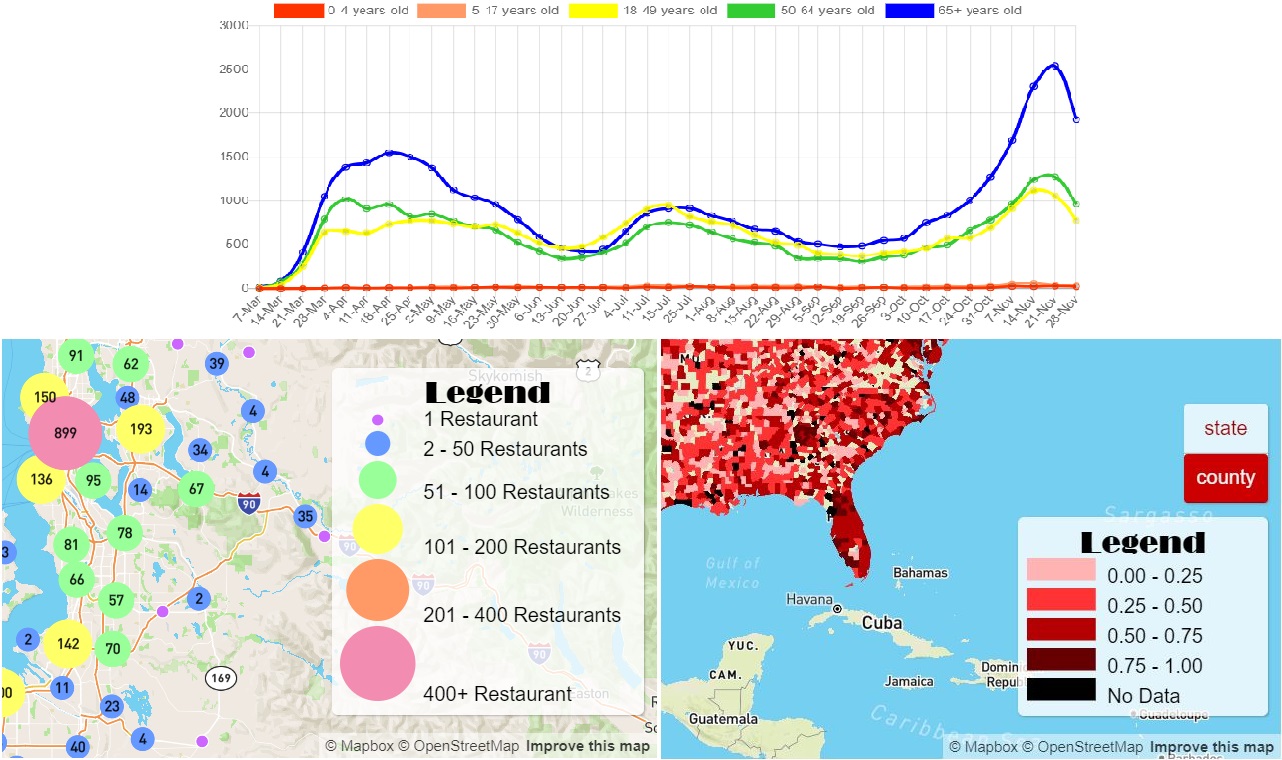 0-4 years old 5-17 years old 18-49 years old 50-64 years old 65+ years old
3000
2500
2000
1500
1000
500
0
7-Mar 14-Mar 21-Mar 28-Mar 4-Apr 11-Apr 18-Apr 25-Apr 2-May 9-May 16-May 23-May 30-May 6-Jun 13-Jun 20-Jun 27-Jun 4-Jul 11-Jul 18-Jul 25-Jul 1-Aug 8-Aug 15-Aug 22-Aug 29-Aug 5-Sep 12-Sep 19-Sep 26-Sep 3-Oct 10-Oct 17-Oct 24-Oct 31-Oct 7-Nov 14-Nov 21-Nov 28-Nov
91
62
39
150
48
4
899
193
34
136
95
14
67
4
90
35
81
78
3
66
57
2
2
142
70
169
00
11
23
40
4
Skykomish
2
Lakes
Wilderness
90
90
90
Easton
Legend
1 Restaurant
2 - 50 Restaurants
51 - 100 Restaurants
101 - 200 Restaurants
201 - 400 Restaurants
400+ Restaurant
© Mapbox © OpenStreetMap Improve this map
state
county
Sargasso
Gulf of
Mexico
Bahamas
Havana
Cuba
YUC.
CAM.
Jamaica
Guatemala
Caribbean
Guadeloupe
Barbados
Legend
0.00 - 0.25
0.25 - 0.50
0.50 - 0.75
0.75 - 1.00
No Data
© Mapbox © OpenStreetMap Improve this map